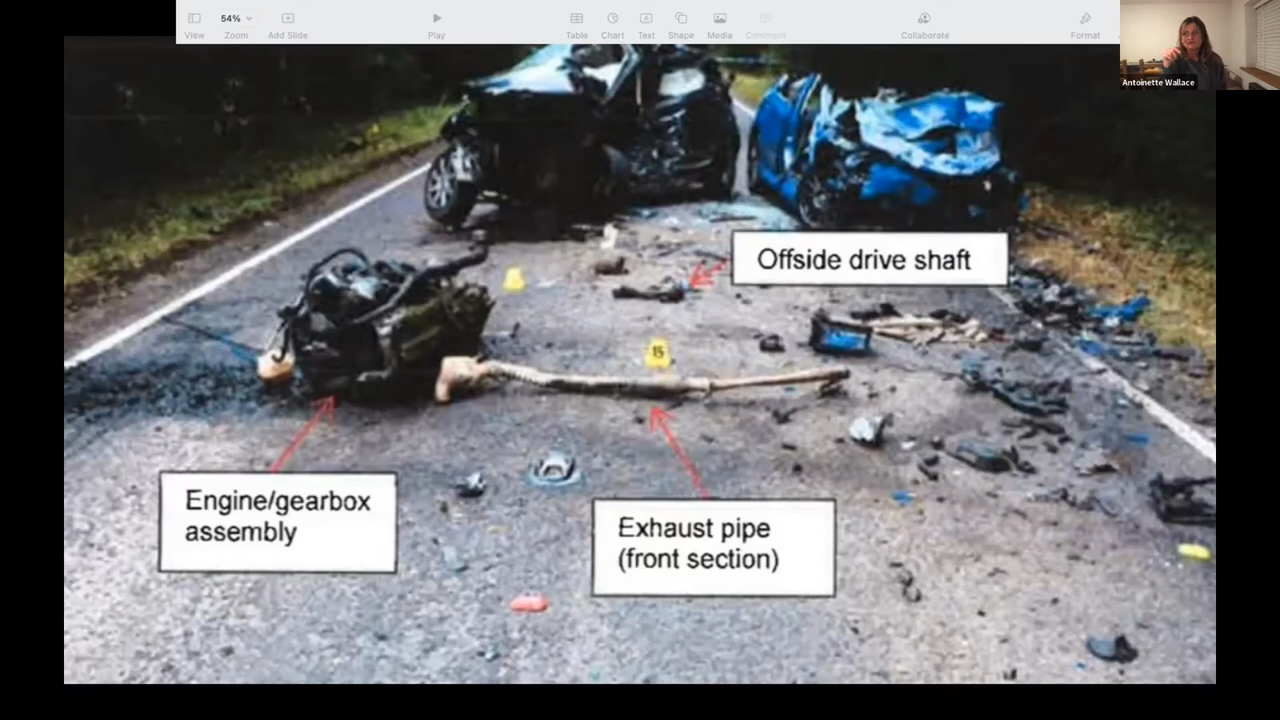 54%
View
Zoom
Add Slide
Play
Table
Chart
Text
Shape
Media
Comment
Collaborate
Format
Antoinette Wallace
Offside drive shaft
15
Engine/gearbox
assembly
Exhaust pipe
(front section)